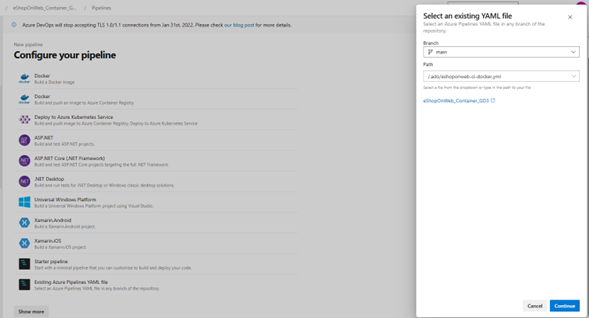 / eShopOnWeb_Container_G... / Pipelines
Azure DevOps will stop accepting TLS 1.0/1.1 connections from Jan 31st, 2022. Please check our blog post for more details.
New pipeline
Configure your pipeline
Docker
Build a Docker image
Docker
Build and push an image to Azure Container Registry
Deploy to Azure Kubernetes Service
Build and push image to Azure Container Registry; Deploy to Azure Kubernetes Service
ASP.NET
Build and test ASP.NET projects.
ASP.NET Core (.NET Framework)
Build and test ASP.NET Core projects targeting the full .NET Framework.
.NET Desktop
Build and run tests for .NET Desktop or Windows classic desktop solutions.
Universal Windows Platform
Build a Universal Windows Platform project using Visual Studio.
Xamarin.Android
Build a Xamarin.Android project.
Xamarin.iOS
Build a Xamarin.iOS project.
Starter pipeline
Start with a minimal pipeline that you can customize to build and deploy your code.
Existing Azure Pipelines YAML file
Select an Azure Pipelines YAML file in any branch of the repository.
Show more
Select an existing YAML file
Select an Azure Pipelines YAML file in any branch of the repository.
Branch
main
Path
/.ado/eshoponweb-ci-docker.yml
Select a file from the dropdown or type in the path to your file
eShopOnWeb_Container_GDS
Cancel
Continue